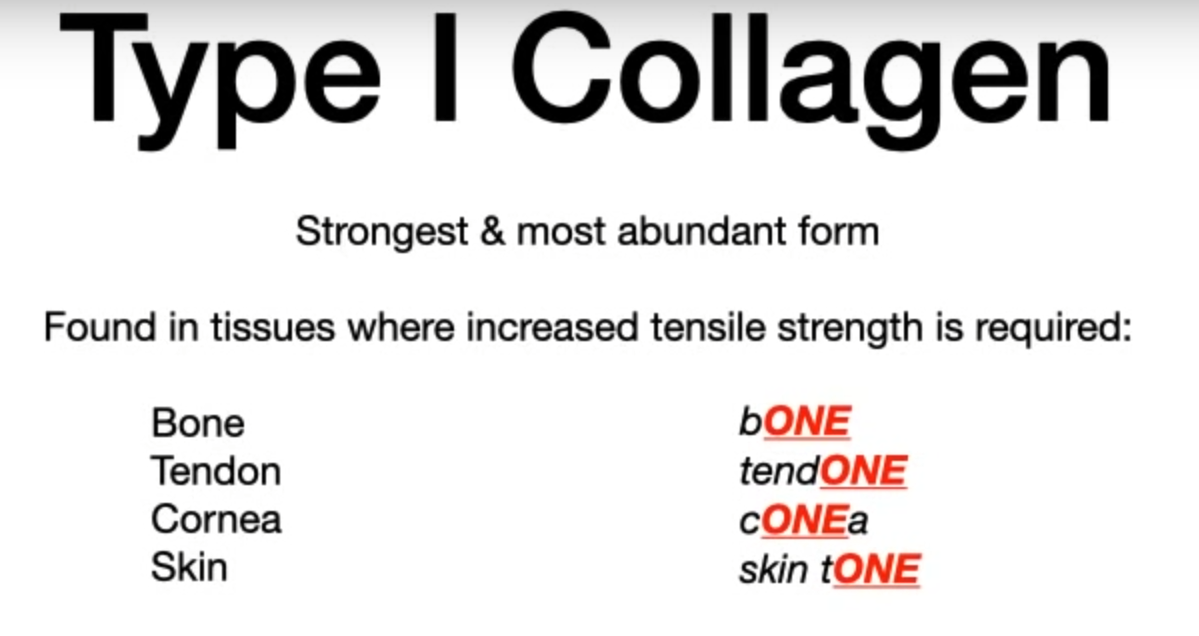 Type I Collagen
Strongest & most abundant form
Found in tissues where increased tensile strength is required:
Bone bONE
Tendon tendONE
Cornea cONEa
Skin skin tONE